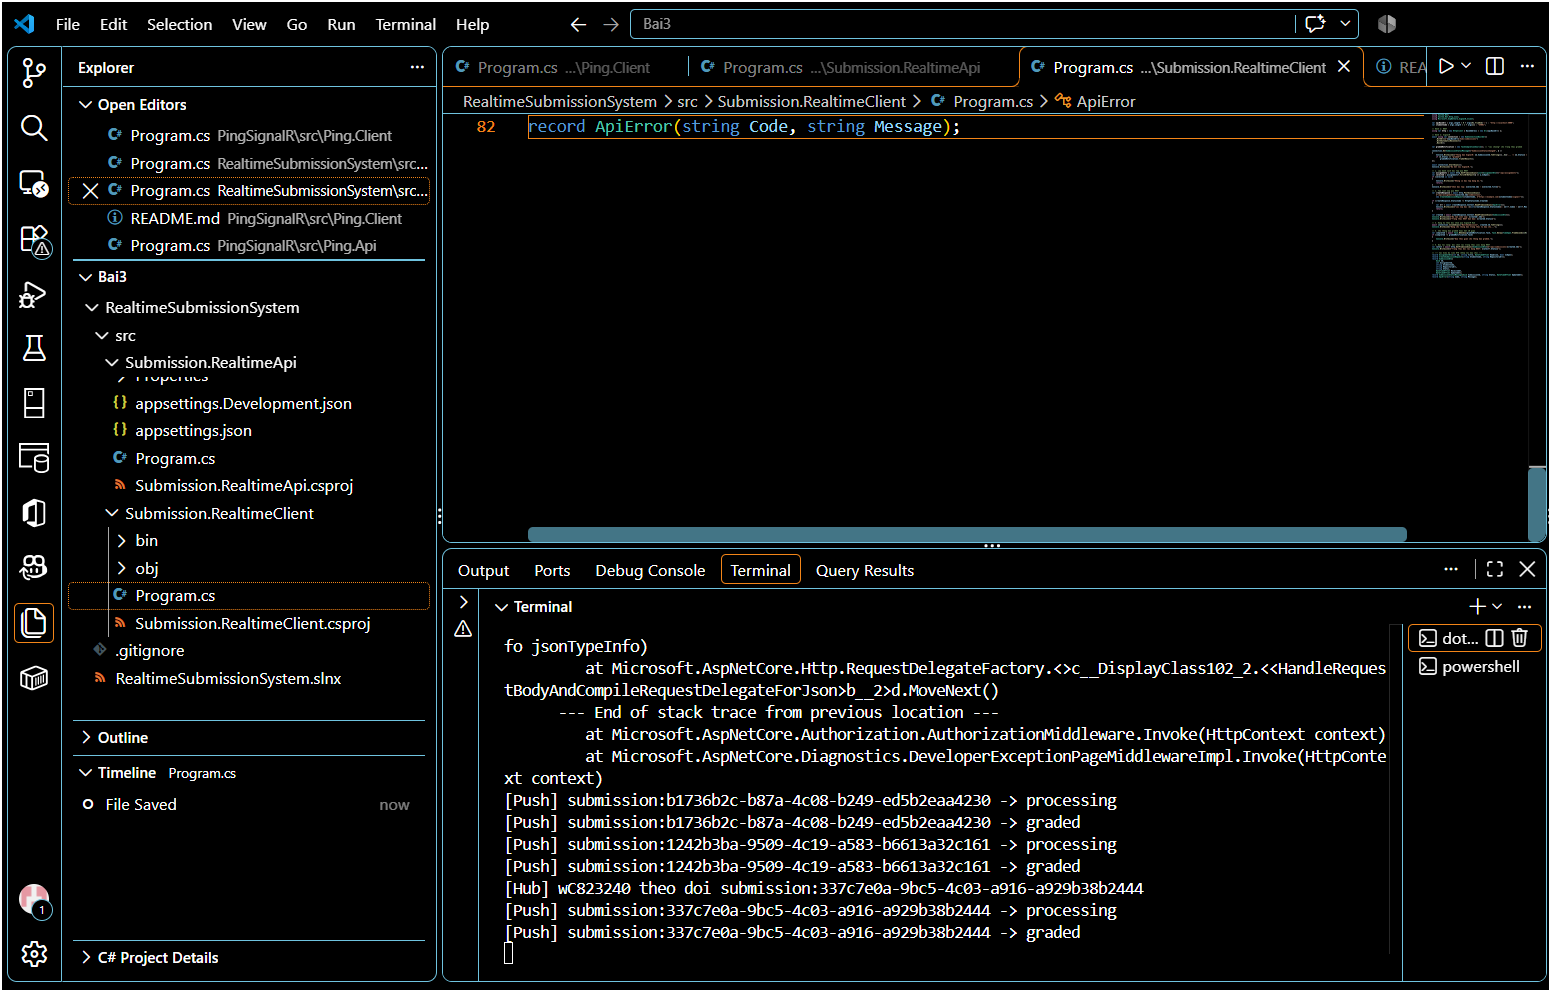 File Edit Selection View Go Run Terminal Help
Bai3
Explorer
Open Editors
Program.cs PingSignalR\src\Ping.Client
Program.cs RealtimeSubmissionSystem\src...
Program.cs RealtimeSubmissionSystem\src...
README.md PingSignalR\src\Ping.Client
Program.cs PingSignalR\src\Ping.Api
Bai3
RealtimeSubmissionSystem
src
Submission.RealtimeApi
Properties
appsettings.Development.json
appsettings.json
Program.cs
Submission.RealtimeApi.csproj
Submission.RealtimeClient
bin
obj
Program.cs
Submission.RealtimeClient.csproj
.gitignore
RealtimeSubmissionSystem.slnx
Outline
Timeline Program.cs
File Saved now
C# Project Details
1
Program.cs ...\Ping.Client
Program.cs ...\Submission.RealtimeApi
Program.cs ...\Submission.RealtimeClient
REA
RealtimeSubmissionSystem > src > Submission.RealtimeClient > Program.cs > ApiError
82 record ApiError(string Code, string Message);
Output Ports Debug Console Terminal Query Results
Terminal
fo jsonTypeInfo)
at Microsoft.AspNetCore.Http.RequestDelegateFactory.<>c__DisplayClass102_2.<<HandleReques
tBodyAndCompileRequestDelegateForJson>b__2>d.MoveNext()
--- End of stack trace from previous location ---
at Microsoft.AspNetCore.Authorization.AuthorizationMiddleware.Invoke(HttpContext context)
at Microsoft.AspNetCore.Diagnostics.DeveloperExceptionPageMiddlewareImpl.Invoke(HttpConte
xt context)
[Push] submission:b1736b2c-b87a-4c08-b249-ed5b2eaa4230 -> processing
[Push] submission:b1736b2c-b87a-4c08-b249-ed5b2eaa4230 -> graded
[Push] submission:1242b3ba-9509-4c19-a583-b6613a32c161 -> processing
[Push] submission:1242b3ba-9509-4c19-a583-b6613a32c161 -> graded
[Hub] wC823240 theo doi submission:337c7e0a-9bc5-4c03-a916-a929b38b2444
[Push] submission:337c7e0a-9bc5-4c03-a916-a929b38b2444 -> processing
[Push] submission:337c7e0a-9bc5-4c03-a916-a929b38b2444 -> graded
dot...
powershell